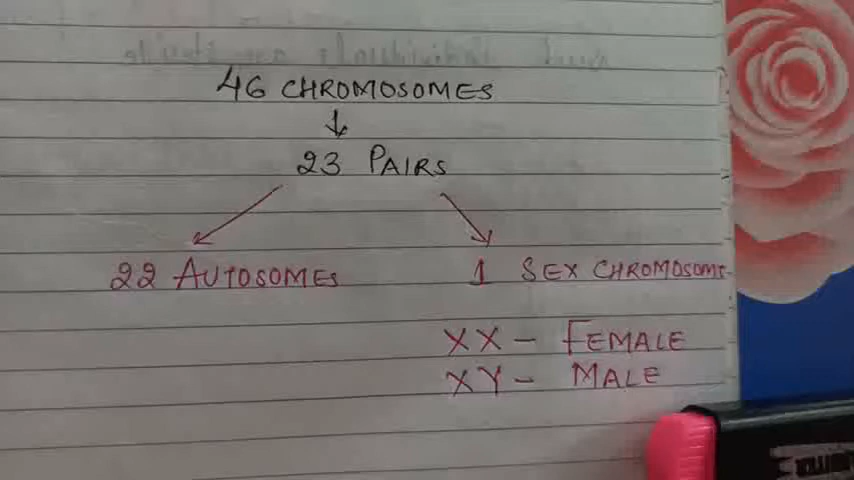 46 CHROMOSOMES
↓
23 PAIRS
22 AUTOSOMES
1 SEX CHROMOSOME
XX - FEMALE
XY - MALE